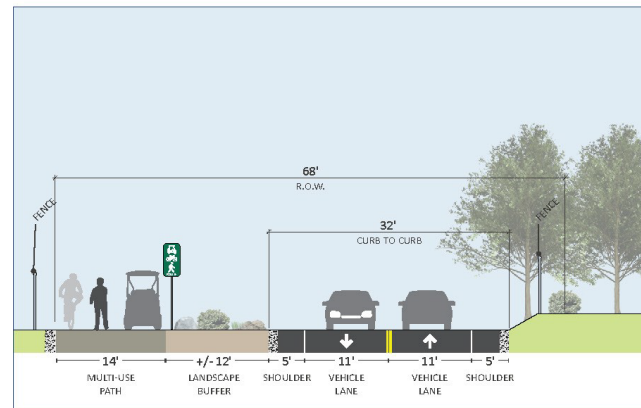 68'
R.O.W.
FENCE
FENCE
32'
CURB TO CURB
14'
+/- 12'
5'
11'
11'
5'
MULTI-USE
PATH
LANDSCAPE
BUFFER
SHOULDER
VEHICLE
LANE
VEHICLE
LANE
SHOULDER